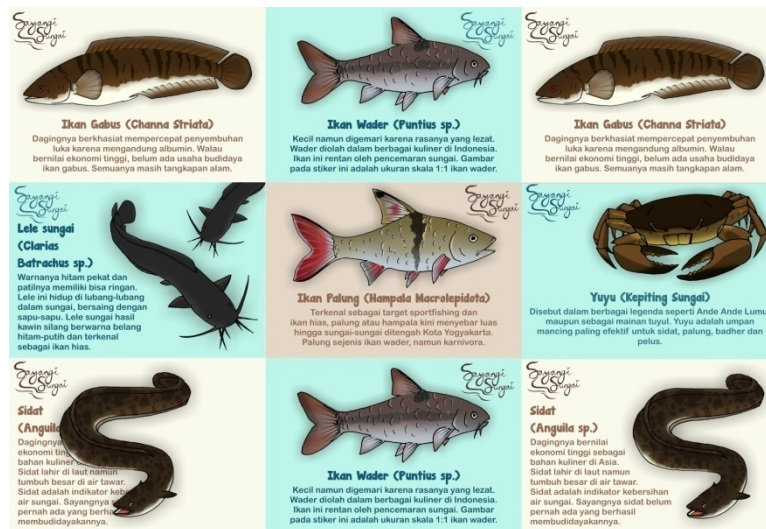 Sayangi
Sungai
Ikan Gabus (Channa Striata)
Dagingnya berkhasiat mempercepat penyembuhan
luka karena mengandung albumin. Walau
bernilai ekonomi tinggi, belum ada usaha budidaya
ikan gabus. Semuanya masih tangkapan alam.
Sayangi
Sungai
Ikan Wader (Puntius sp.)
Kecil namun digemari karena rasanya yang lezat.
Wader diolah dalam berbagai kuliner di Indonesia.
Ikan ini rentan oleh pencemaran sungai. Gambar
pada stiker ini adalah ukuran skala 1:1 ikan wader.
Sayangi
Sungai
Ikan Gabus (Channa Striata)
Dagingnya berkhasiat mempercepat penyembuhan
luka karena mengandung albumin. Walau
bernilai ekonomi tinggi, belum ada usaha budidaya
ikan gabus. Semuanya masih tangkapan alam.
Sayangi
Sungai
Lele sungai
(Clarias
Batrachus sp.)
Warnanya hitam pekat dan
patilnya memiliki bisa ringan.
Lele ini hidup di lubang-lubang
dalam sungai, bersaing dengan
sapu-sapu. Lele sungai hasil
kawin silang berwarna belang
hitam-putih dan terkenal
sebagai ikan hias.
Sayangi
Sungai
Ikan Palung (Hampala Macrolepidota)
Terkenal sebagai target sportfishing dan
ikan hias, palung atau hampala kini menyebar luas
hingga sungai-sungai ditengah Kota Yogyakarta.
Palung sejenis ikan wader, namun karnivora.
Sayangi
Sungai
Yuyu (Kepiting Sungai)
Disebut dalam berbagai legenda seperti Ande Ande Lumu
maupun sebagai mainan tuyul. Yuyu adalah umpan
mancing paling efektif untuk sidat, palung, badher dan
pelus.
Sayangi
Sungai
Sidat
(Anguila
Dagingnya
ekonomi ting
bahan kuliner
Sidat lahir di laut namun
tumbuh besar di air tawar.
Sidat adalah indikator keber
air sungai. Sayangnya si
pernah ada yang berha
membudidayakannya.
Ikan Wader (Puntius sp.)
Kecil namun digemari karena rasanya yang lezat.
Wader diolah dalam berbagai kuliner di Indonesia.
Ikan ini rentan oleh pencemaran sungai. Gambar
pada stiker ini adalah ukuran skala 1:1 ikan wader.
Sayangi
Sungai
Sidat
(Anguila sp.)
Dagingnya bernilai
ekonomi tinggi sebagai
bahan kuliner di Asia.
Sidat lahir di laut namun
tumbuh besar di air tawar.
Sidat adalah indikator kebersihan
air sungai. Sayangnya sidat belum
pernah ada yang berhasil
membudidayakannya.